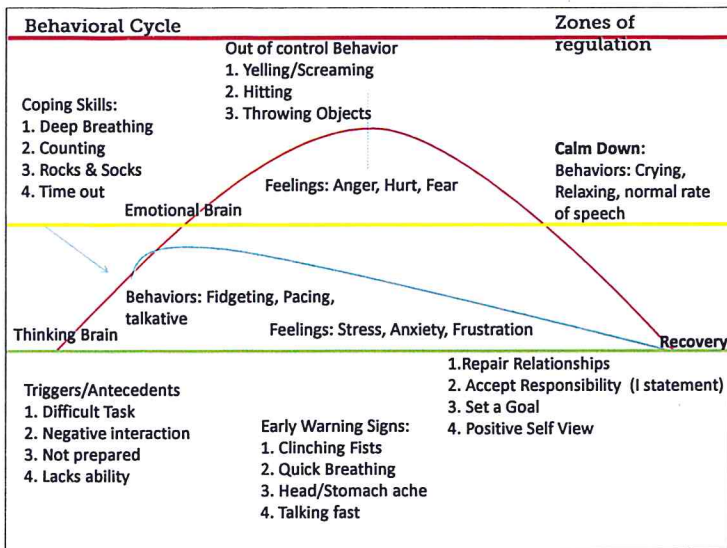 Behavioral Cycle
Zones of
regulation
Out of control Behavior
1. Yelling/Screaming
2. Hitting
3. Throwing Objects
Coping Skills:
1. Deep Breathing
2. Counting
3. Rocks & Socks
4. Time out
Feelings: Anger, Hurt, Fear
Calm Down:
Behaviors: Crying,
Relaxing, normal rate
of speech
Emotional Brain
Behaviors: Fidgeting, Pacing,
talkative
Feelings: Stress, Anxiety, Frustration
Thinking Brain
Recovery
1.Repair Relationships
2. Accept Responsibility (I statement)
3. Set a Goal
4. Positive Self View
Triggers/Antecedents
1. Difficult Task
2. Negative interaction
3. Not prepared
4. Lacks ability
Early Warning Signs:
1. Clinching Fists
2. Quick Breathing
3. Head/Stomach ache
4. Talking fast